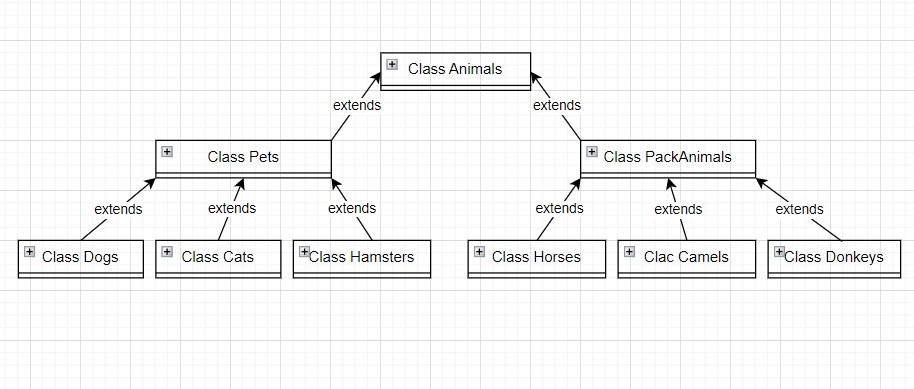 Class Animals
extends
extends
Class Pets
Class PackAnimals
extends
extends
extends
extends
extends
extends
Class Dogs
Class Cats
Class Hamsters
Class Horses
Clac Camels
Class Donkeys